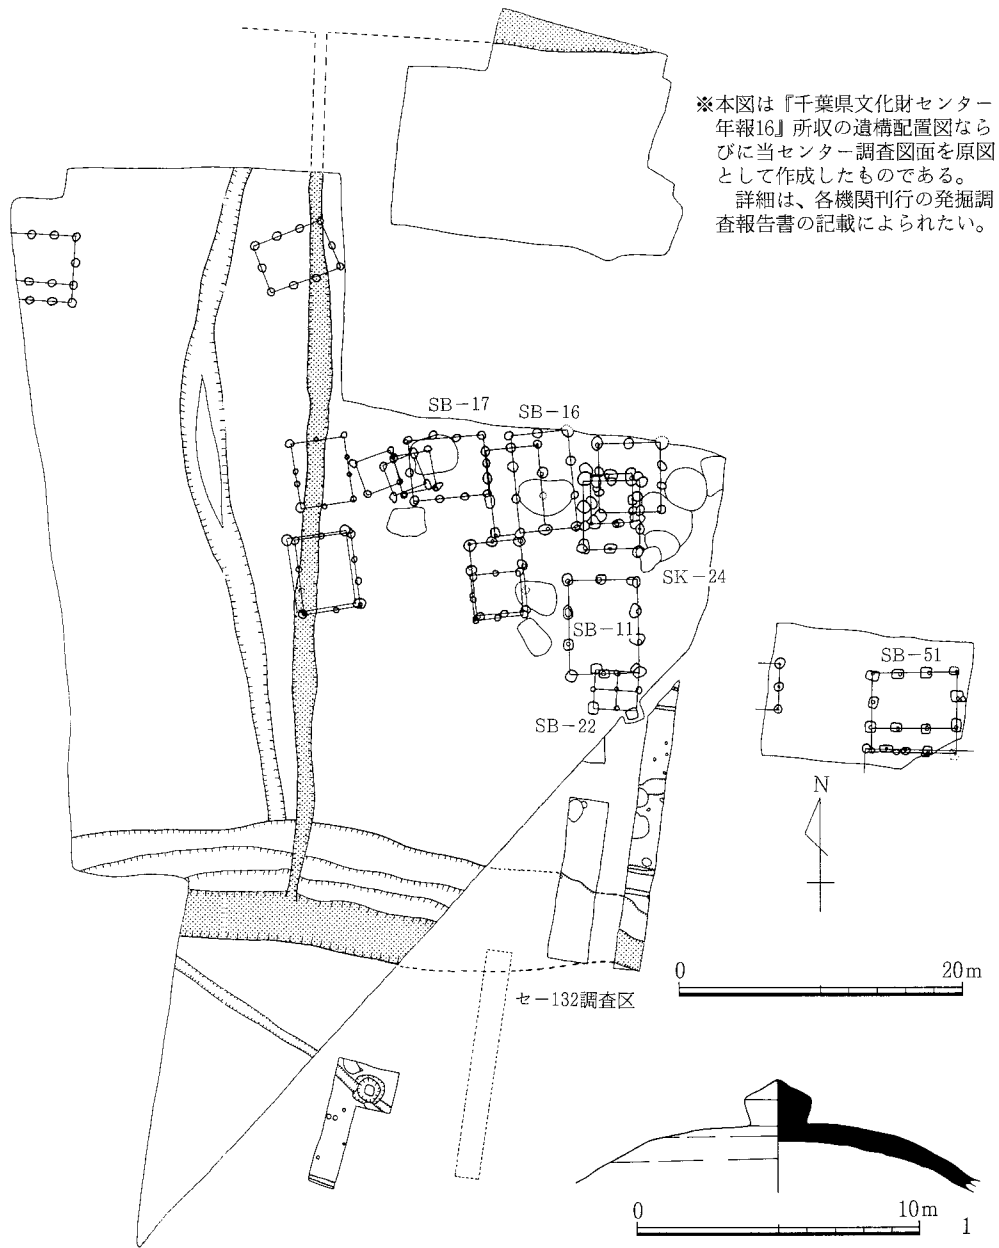 ※本図は『千葉県文化財センター
年報16』所収の遺構配置図なら
びに当センター調査図面を原図
として作成したものである。
詳細は、各機関刊行の発掘調
査報告書の記載によられたい。
SB－17
SB－16
SK－24
SB－11
SB－51
SB－22
N
0
20m
セー132調査区
0
10m
1